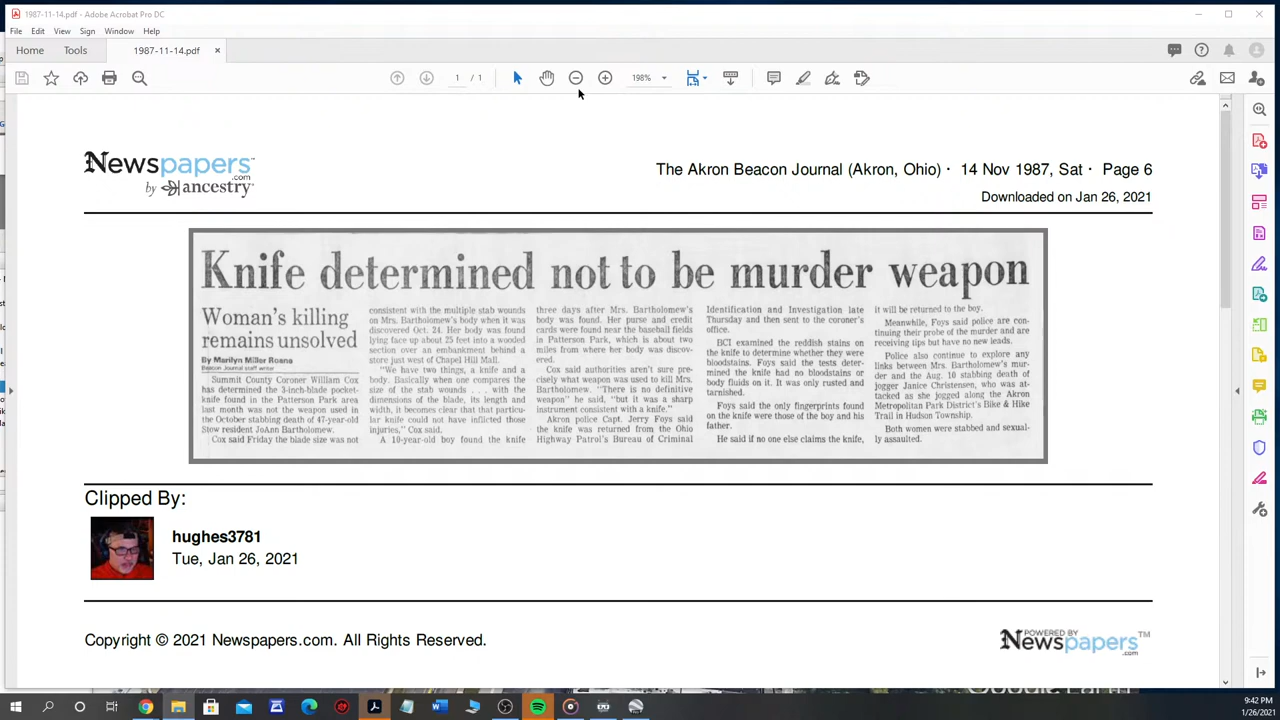 1987-11-14.pdf - Adobe Acrobat Pro DC
File Edit View Sign Window Help
Home Tools 1987-11-14.pdf ×
1 / 1 198%
Newspapers™
.com
by ancestry
The Akron Beacon Journal (Akron, Ohio) · 14 Nov 1987, Sat · Page 6
Downloaded on Jan 26, 2021
Knife determined not to be murder weapon
Woman's killing
remains unsolved
By Marilyn Miller Roane
Beacon Journal staff writer
Summit County Coroner William Cox
has determined the 3-inch-blade pocket-
knife found in the Patterson Park area
last month was not the weapon used in
the October stabbing death of 47-year-old
Stow resident JoAnn Bartholomew.
Cox said Friday the blade size was not
consistent with the multiple stab wounds
on Mrs. Bartholomew's body when it was
discovered Oct. 24. Her body was found
lying face up about 25 feet into a wooded
section over an embankment behind a
store just west of Chapel Hill Mall.
"We have two things, a knife and a
body. Basically when one compares the
size of the stab wounds . . . with the
dimensions of the blade, its length and
width, it becomes clear that that particu-
lar knife could not have inflicted those
injuries," Cox said.
A 10-year-old boy found the knife
three days after Mrs. Bartholomew's
body was found. Her purse and credit
cards were found near the baseball fields
in Patterson Park, which is about two
miles from where her body was discov-
ered.
Cox said authorities aren't sure pre-
cisely what weapon was used to kill Mrs.
Bartholomew. "There is no definitive
weapon" he said, "but it was a sharp
instrument consistent with a knife."
Akron police Capt. Jerry Foys said
the knife was returned from the Ohio
Highway Patrol's Bureau of Criminal
Identification and Investigation late
Thursday and then sent to the coroner's
office.
BCI examined the reddish stains on
the knife to determine whether they were
bloodstains. Foys said the tests deter-
mined the knife had no bloodstains or
body fluids on it. It was only rusted and
tarnished.
Foys said the only fingerprints found
on the knife were those of the boy and his
father.
He said if no one else claims the knife,
it will be returned to the boy.
Meanwhile, Foys said police are con-
tinuing their probe of the murder and are
receiving tips but have no new leads.
Police also continue to explore any
links between Mrs. Bartholomew's mur-
der and the Aug. 10 stabbing death of
jogger Janice Christensen, who was at-
tacked as she jogged along the Akron
Metropolitan Park District's Bike & Hike
Trail in Hudson Township.
Both women were stabbed and sexual-
ly assaulted.
Clipped By:
hughes3781
Tue, Jan 26, 2021
Copyright © 2021 Newspapers.com. All Rights Reserved.
POWERED BY
Newspapers™
.com
Google Earth
9:42 PM
1/26/2021